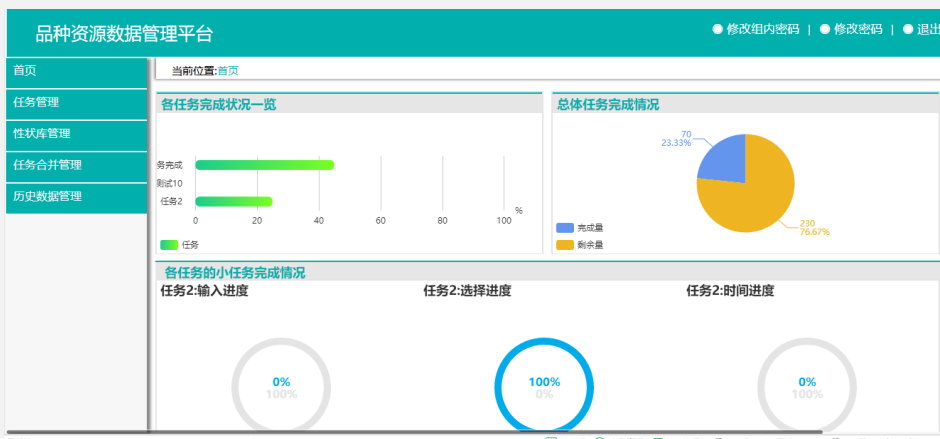 品种资源数据管理平台
修改组内密码 | 修改密码 | 退出
首页
任务管理
性状库管理
任务合并管理
历史数据管理
当前位置:首页
各任务完成状况一览
务完成
测试10
任务2
0 20 40 60 80 100 %
任务
总体任务完成情况
70
23.33%
230
76.67%
完成量
剩余量
各任务的小任务完成情况
任务2:输入进度
0%
100%
任务2:选择进度
100%
0%
任务2:时间进度
0%
100%